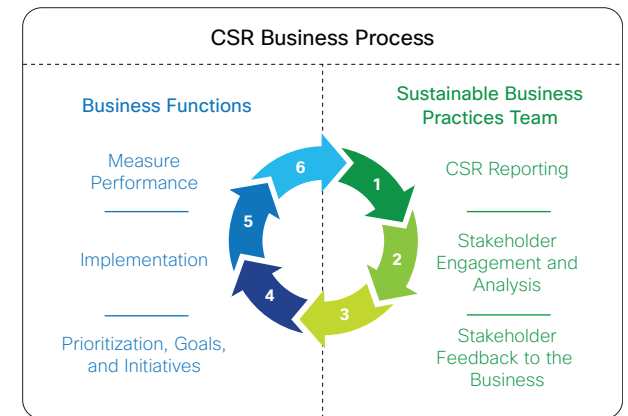 CSR Business Process
Business Functions
Measure
Performance
Implementation
Prioritization, Goals,
and Initiatives
Sustainable Business
Practices Team
CSR Reporting
Stakeholder
Engagement and
Analysis
Stakeholder
Feedback to the
Business
1
2
3
4
5
6